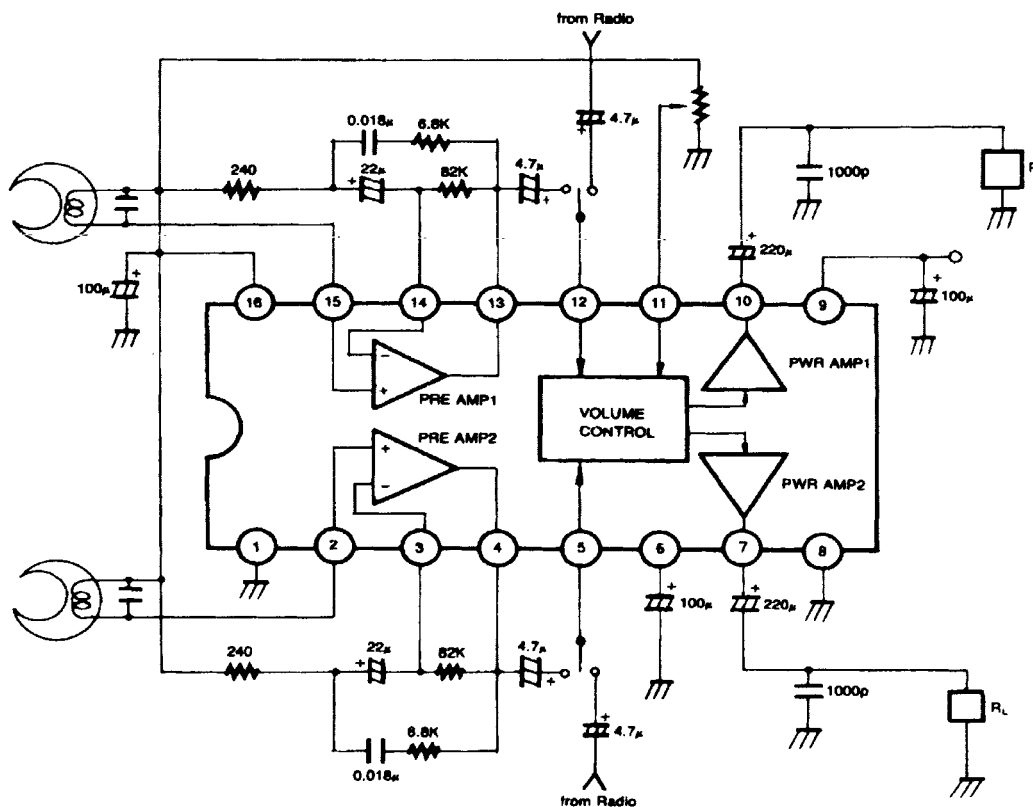 from Radio
0.018μ
6.8K
4.7μ
240
22μ
82K
4.7μ
1000p
R
220μ
100μ
100μ
16
15
14
13
12
11
10
9
PRE AMP1
PWR AMP1
VOLUME
CONTROL
PRE AMP2
PWR AMP2
1
2
3
4
5
6
7
8
100μ
220μ
240
22μ
82K
4.7μ
1000p
RL
6.8K
0.018μ
4.7μ
from Radio